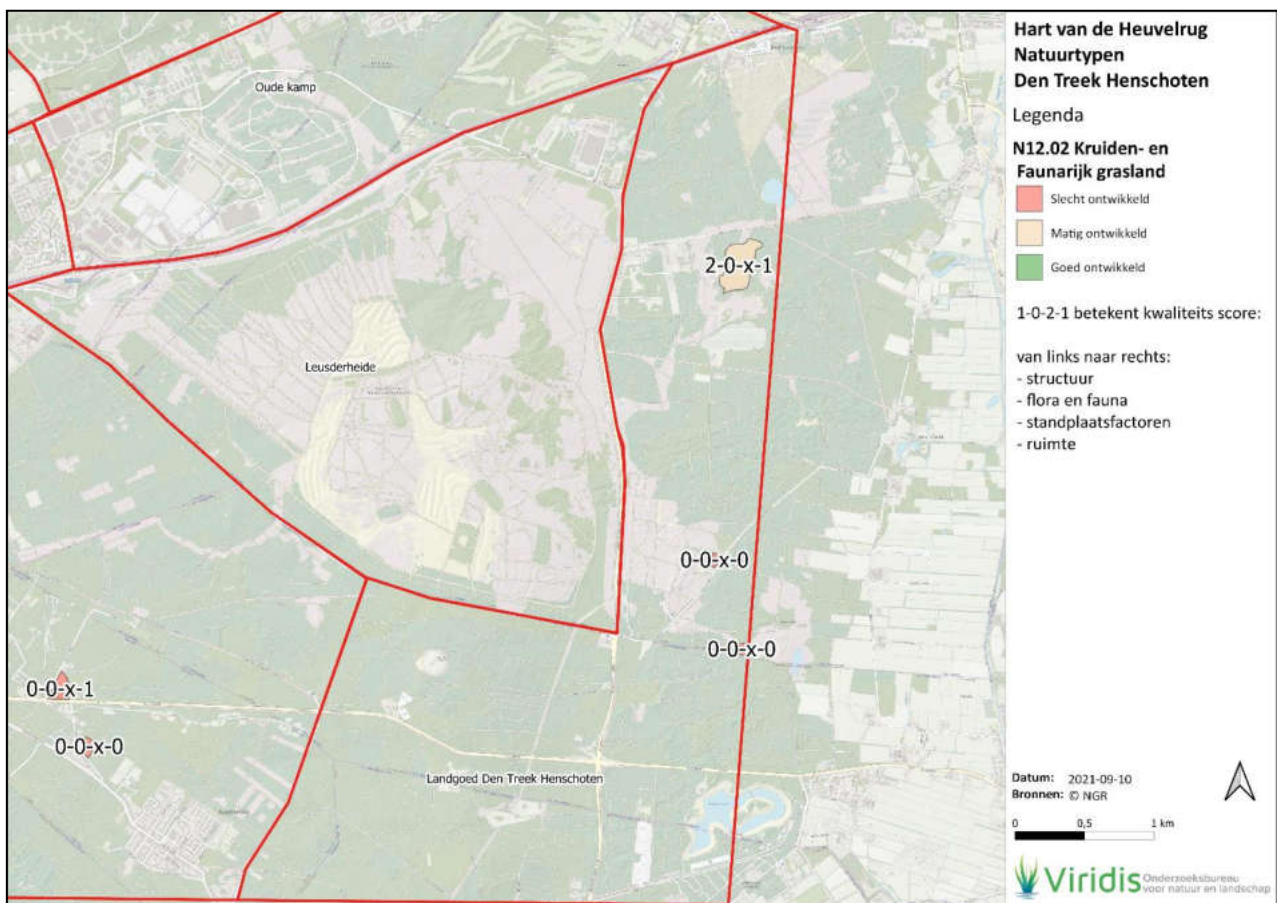 Hart van de Heuvelrug
Natuurtypen
Den Treek Henschoten
Legenda
N12.02 Kruiden- en
Faunarijk grasland
Slecht ontwikkeld
Matig ontwikkeld
Goed ontwikkeld
1-0-2-1 betekent kwaliteits score:
van links naar rechts:
- structuur
- flora en fauna
- standplaatsfactoren
- ruimte
Oude kamp
2-0-x-1
Leusderheide
0-0-x-0
0-0-x-0
0-0-x-1
0-0-x-0
Landgoed Den Treek Henschoten
Datum: 2021-09-10
Bronnen: © NGR
0 0,5 1 km
Viridis Onderzoeksbureau
voor natuur en landschap